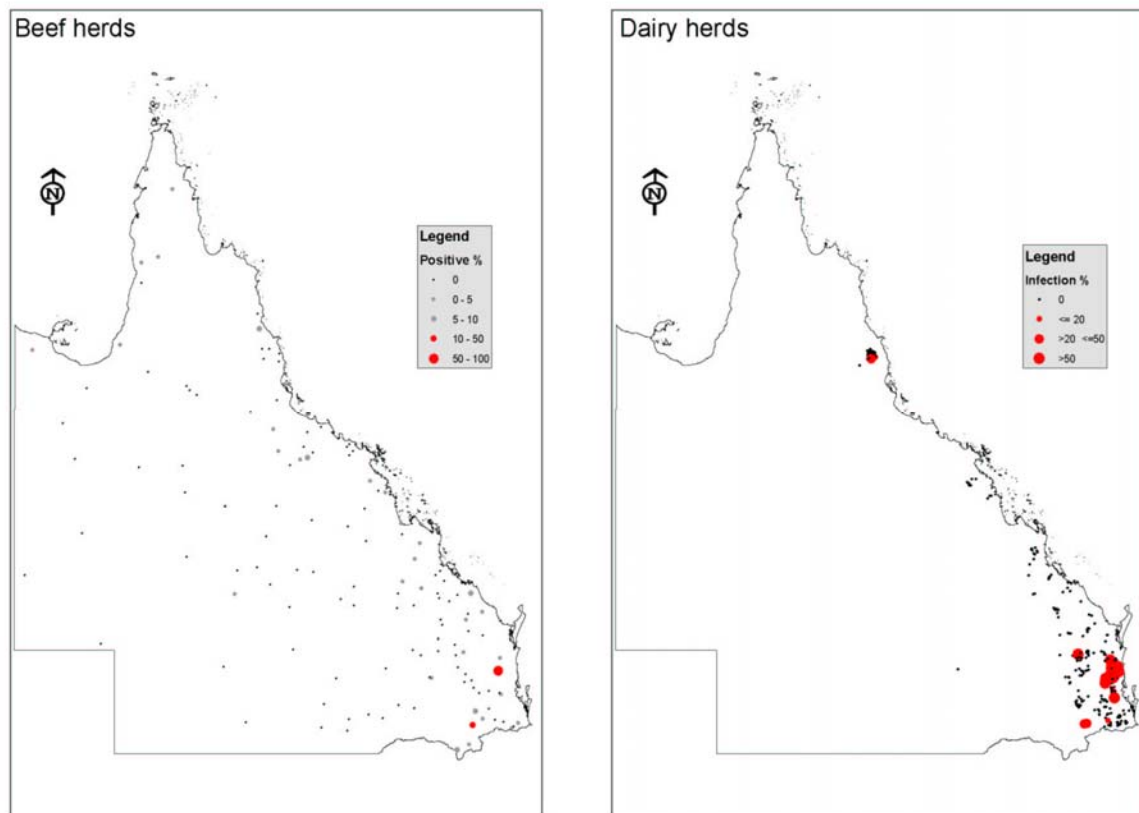 Beef herds
N
Legend
Positive %
0
0 - 5
5 - 10
10 - 50
50 - 100
Dairy herds
N
Legend
Infection %
0
<= 20
>20 <=50
>50